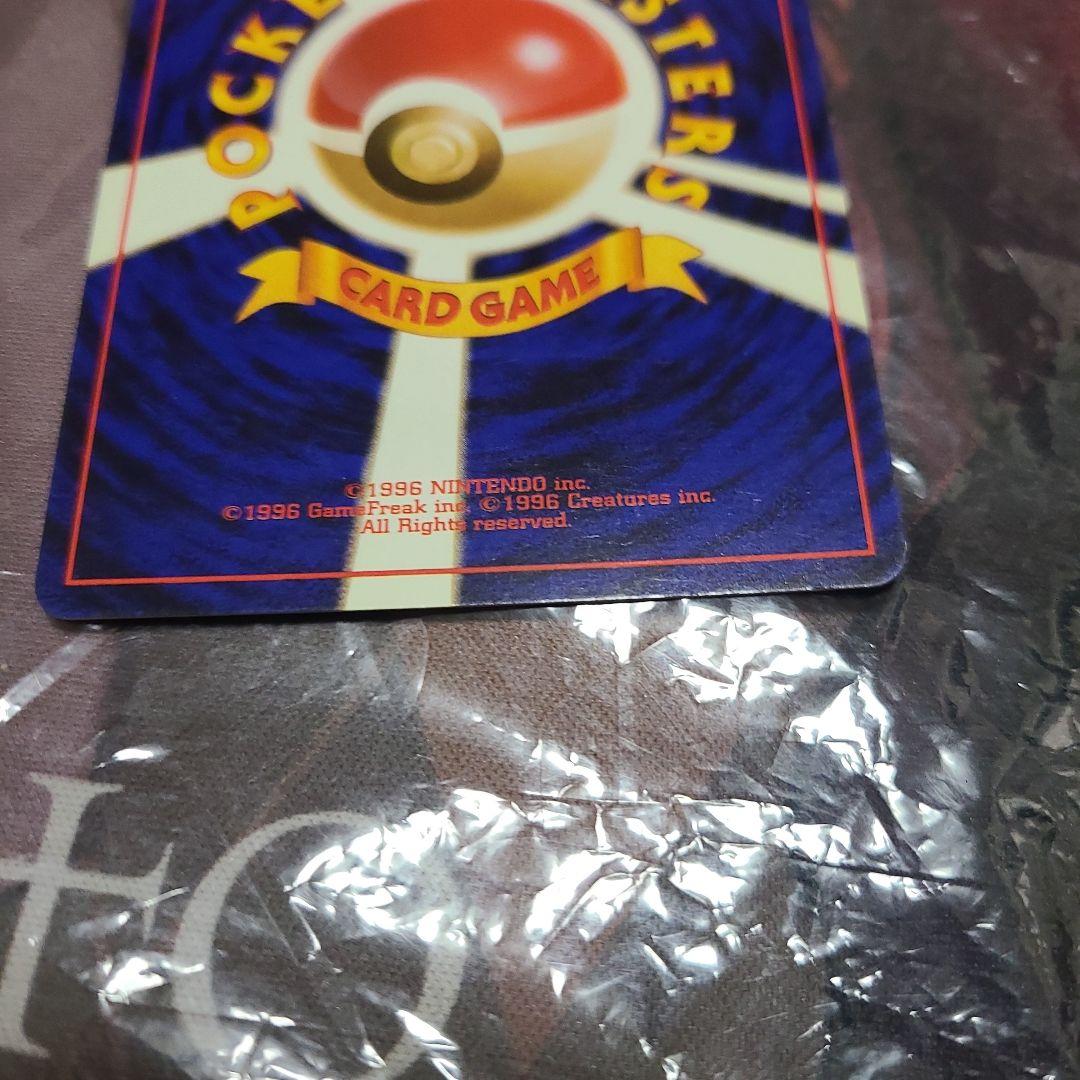 POCKE
STERS
CARD GAME
©1996 NINTENDO inc.
©1996 GameFreak inc. ©1996 Creatures inc.
All Rights reserved.